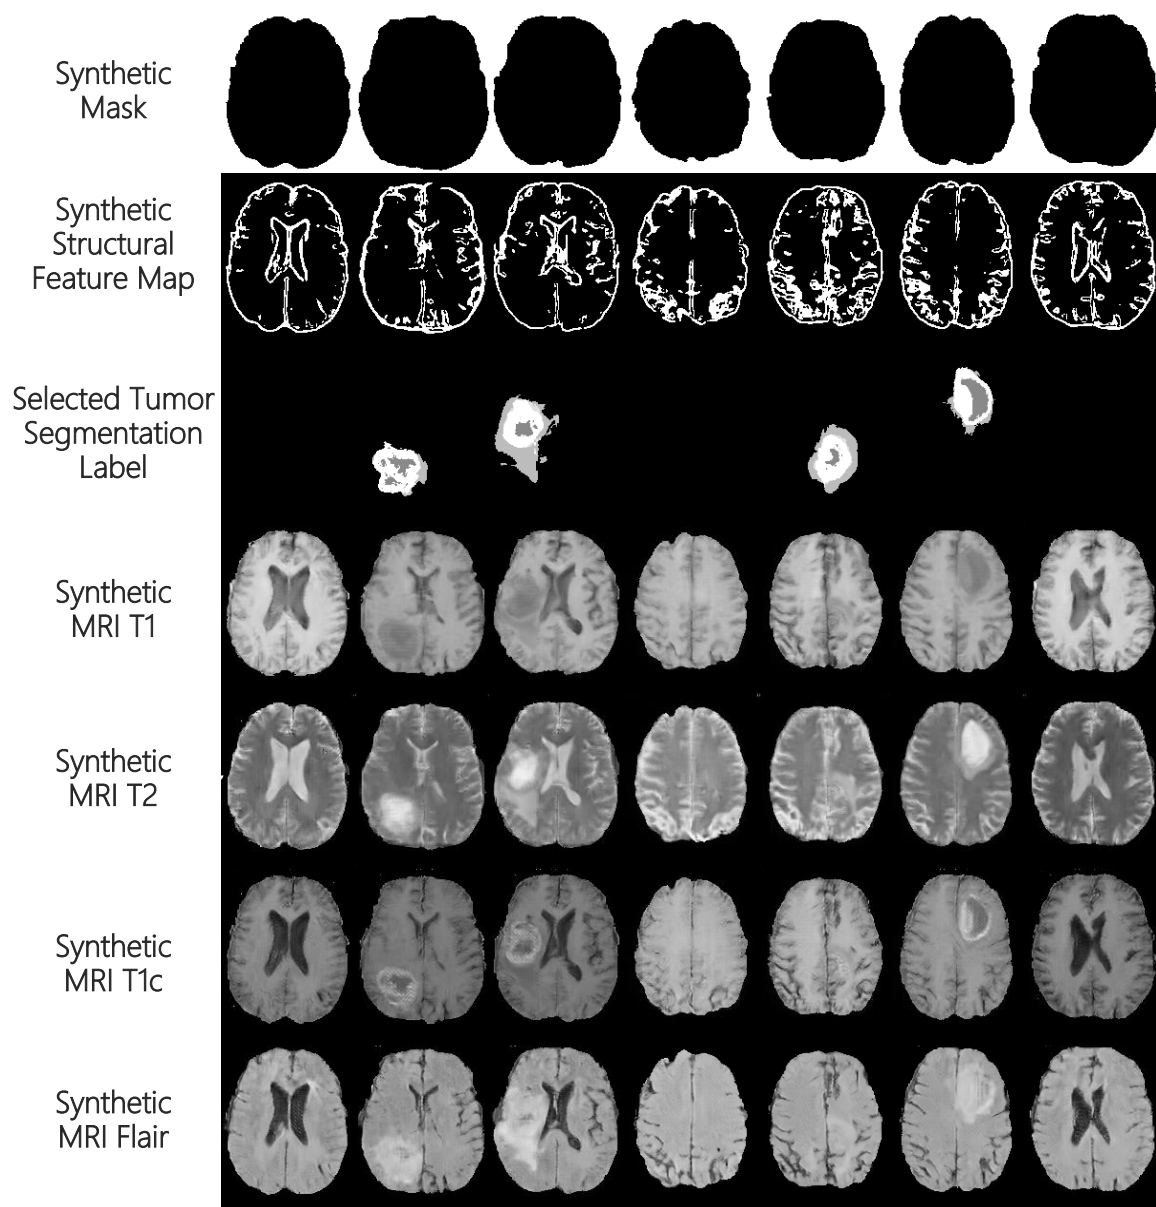 Synthetic
Mask
Synthetic
Structural
Feature Map
Selected Tumor
Segmentation
Label
Synthetic
MRI T1
Synthetic
MRI T2
Synthetic
MRI T1c
Synthetic
MRI Flair